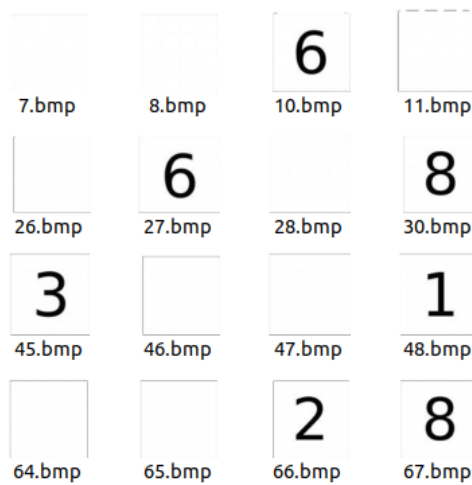 6
7.bmp 8.bmp 10.bmp 11.bmp
6 8
26.bmp 27.bmp 28.bmp 30.bmp
3 1
45.bmp 46.bmp 47.bmp 48.bmp
2 8
64.bmp 65.bmp 66.bmp 67.bmp